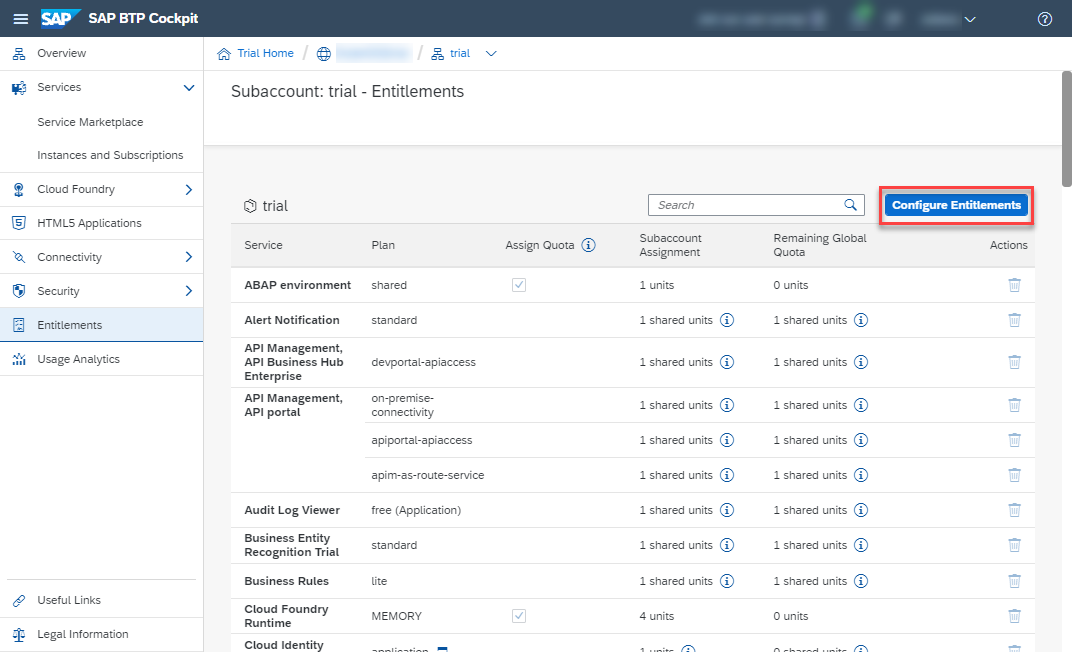 SAP SAP BTP Cockpit
Overview
Services
Service Marketplace
Instances and Subscriptions
Cloud Foundry
HTML5 Applications
Connectivity
Security
Entitlements
Usage Analytics
Useful Links
Legal Information
Trial Home / / trial
Subaccount: trial - Entitlements
trial
Search
Configure Entitlements
Service Plan Assign Quota Subaccount Assignment Remaining Global Quota Actions
ABAP environment shared 1 units 0 units
Alert Notification standard 1 shared units 1 shared units
API Management,
API Business Hub devportal-apiaccess 1 shared units 1 shared units
Enterprise
API Management, on-premise-
API portal connectivity 1 shared units 1 shared units
apiportal-apiaccess 1 shared units 1 shared units
apim-as-route-service 1 shared units 1 shared units
Audit Log Viewer free (Application) 1 shared units 1 shared units
Business Entity
Recognition Trial standard 1 shared units 1 shared units
Business Rules lite 1 shared units 1 shared units
Cloud Foundry
Runtime MEMORY 4 units 0 units
Cloud Identity
application 1 units 0 shared units